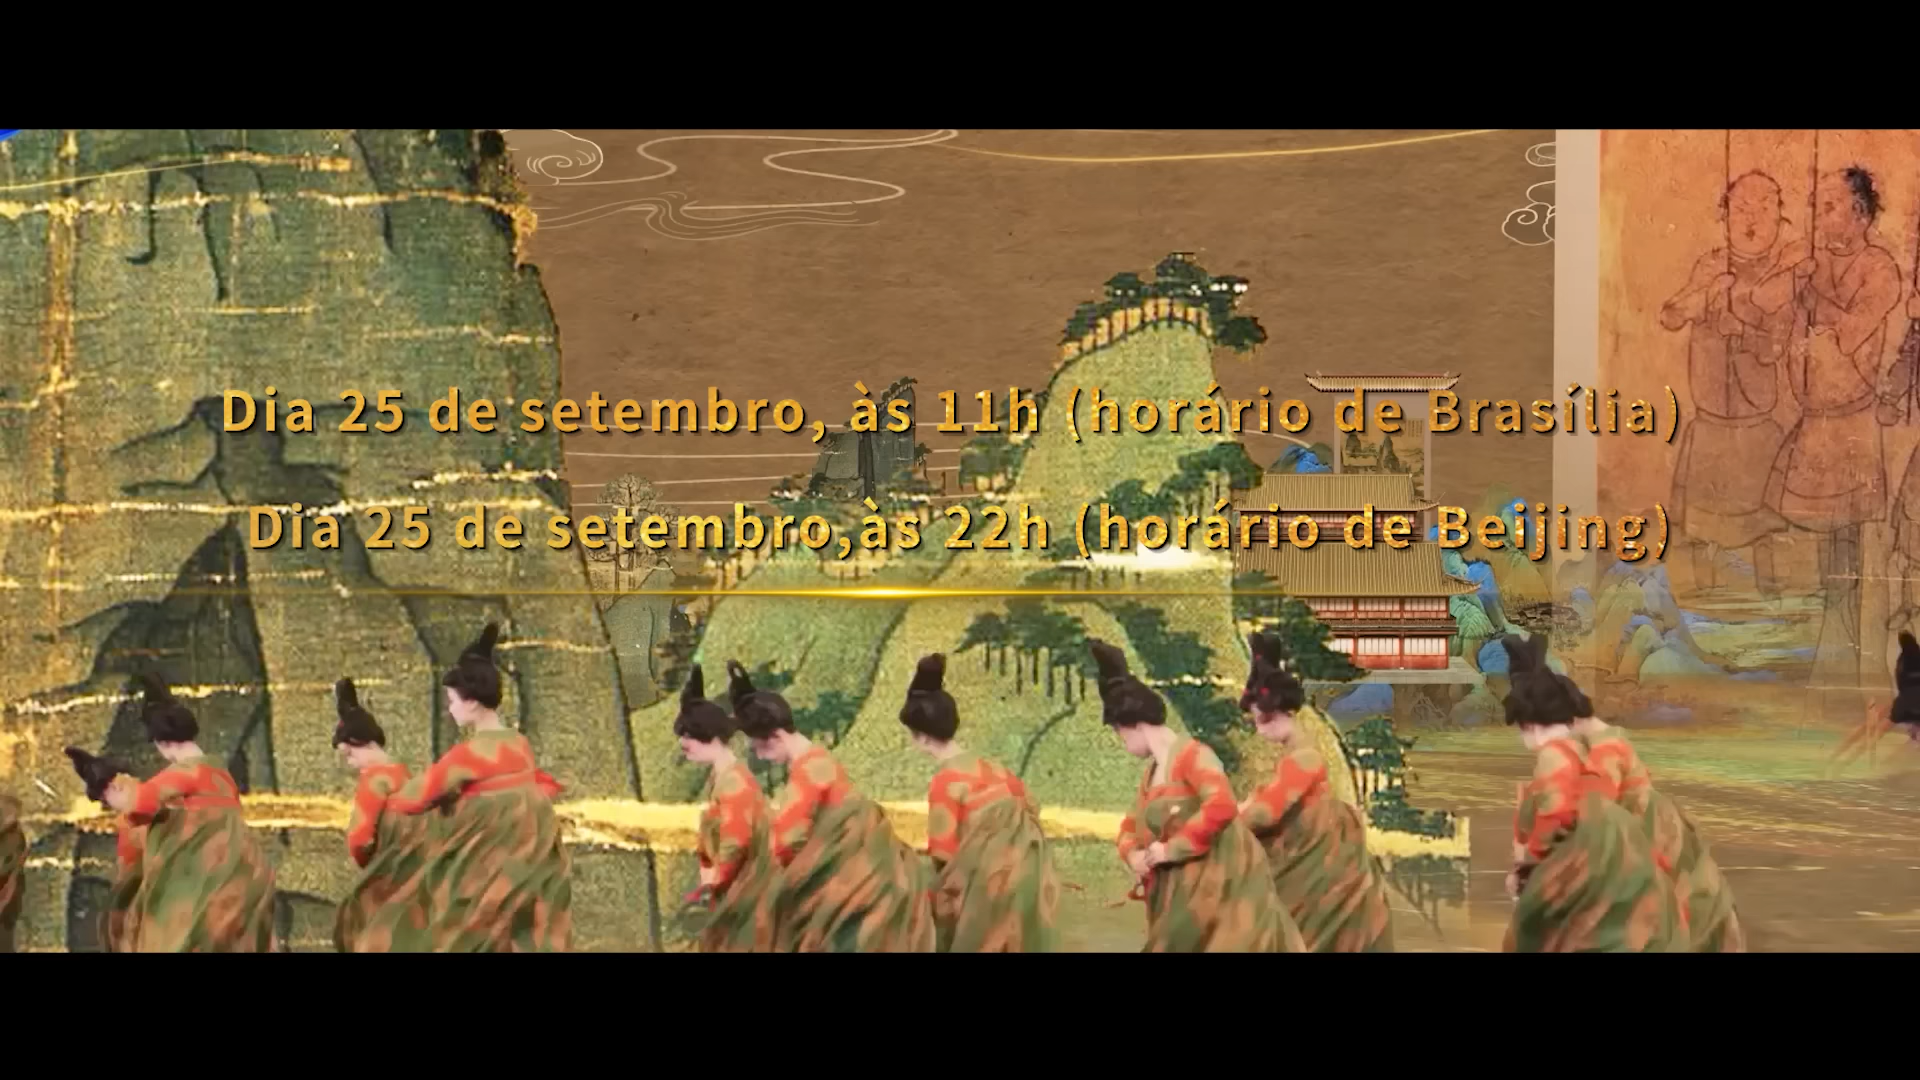 Dia 25 de setembro, às 11h (horário de Brasília)
Dia 25 de setembro,às 22h (horário de Beijing)